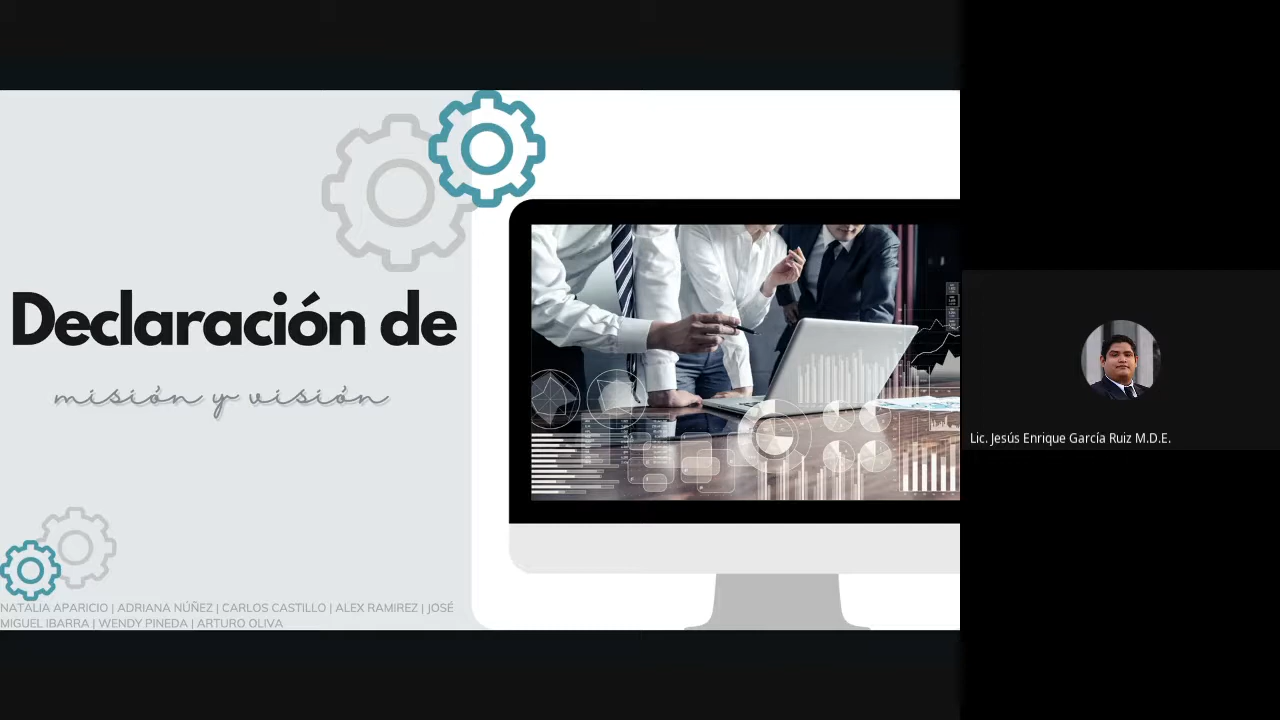 Declaración de
misión y visión
NATALIA APARICIO | ADRIANA NÚÑEZ | CARLOS CASTILLO | ALEX RAMIREZ | JOSÉ
MIGUEL IBARRA | WENDY PINEDA | ARTURO OLIVA
Lic. Jesús Enrique García Ruiz M.D.E.